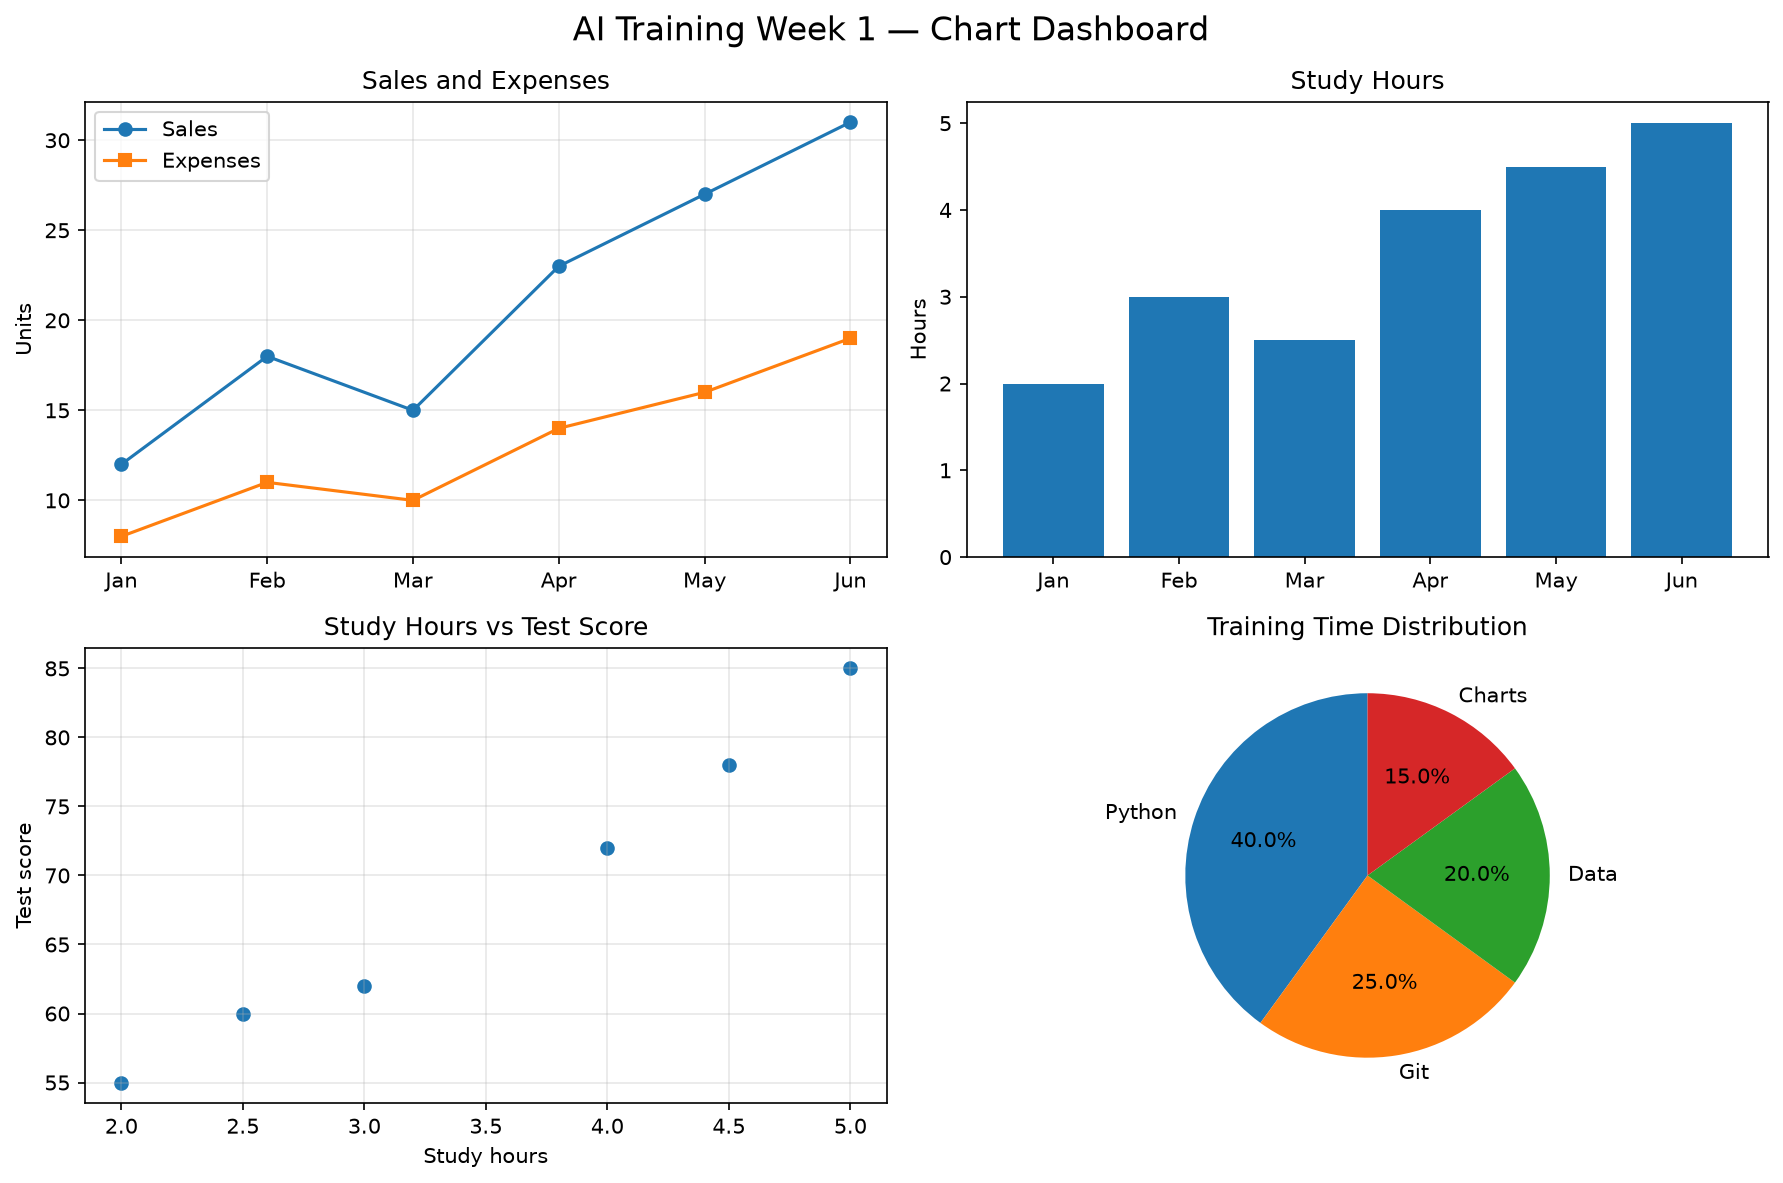 AI Training Week 1 — Chart Dashboard
Sales and Expenses
Sales
Expenses
Units
30
25
20
15
10
Jan Feb Mar Apr May Jun
Study Hours
Hours
5
4
3
2
1
0
Jan Feb Mar Apr May Jun
Study Hours vs Test Score
Test score
85
80
75
70
65
60
55
2.0 2.5 3.0 3.5 4.0 4.5 5.0
Study hours
Training Time Distribution
Charts
15.0%
Python
40.0%
20.0%
Data
25.0%
Git